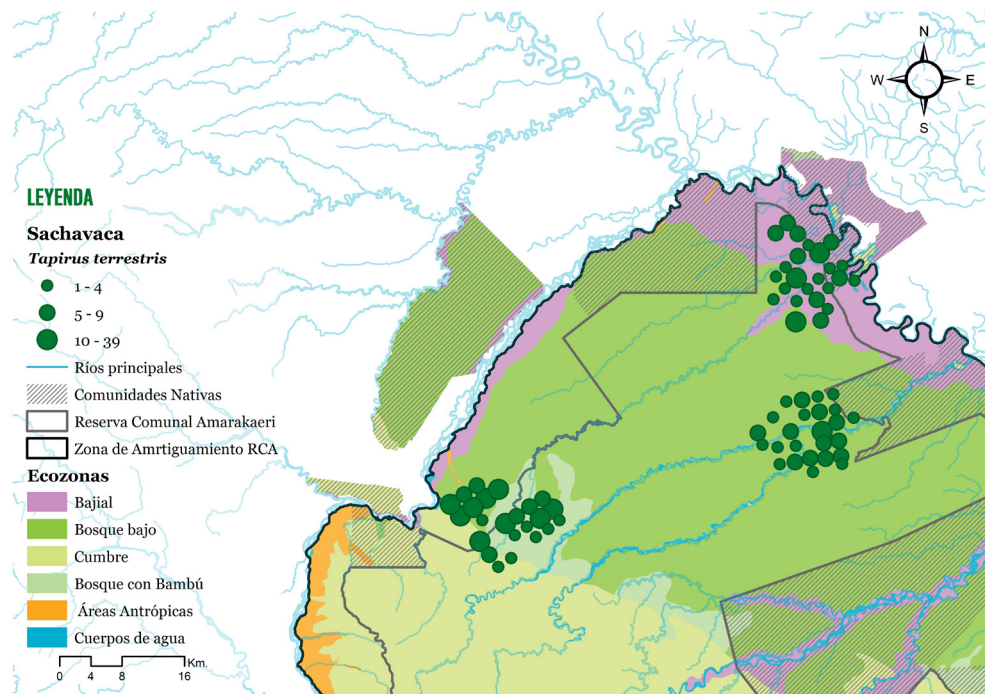 N
W
E
S
LEYENDA
Sachavaca
Tapirus terrestris
1 - 4
5 - 9
10 - 39
Ríos principales
Comunidades Nativas
Reserva Comunal Amarakaeri
Zona de Amrtiguamiento RCA
Ecozonas
Bajial
Bosque bajo
Cumbre
Bosque con Bambú
Áreas Antrópicas
Cuerpos de agua
Km.
0 4 8 16